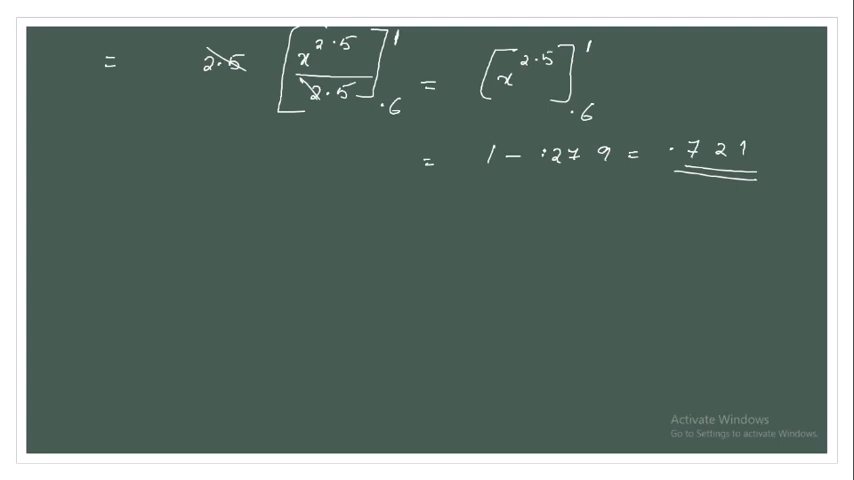 = 2.5 [x^2.5 / 2.5]^1_.6 = [x^2.5]^1_.6
= 1 - .279 = .721
Activate Windows
Go to Settings to activate Windows.